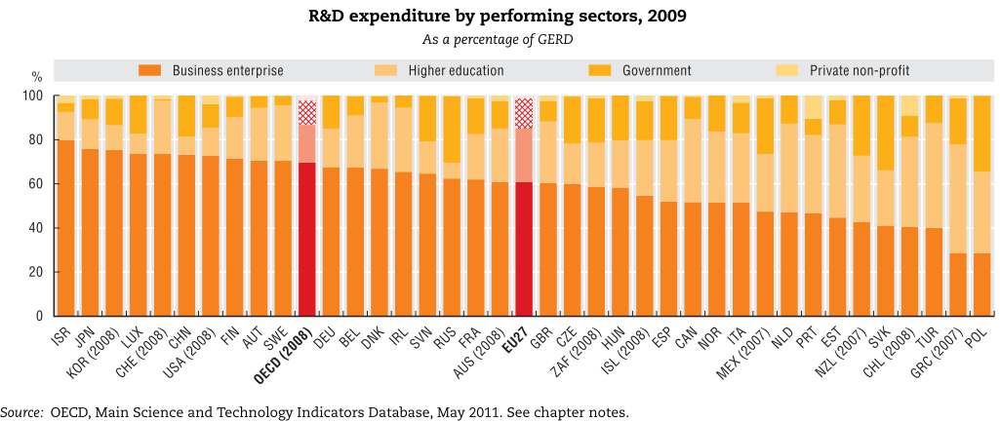 R&D expenditure by performing sectors, 2009
As a percentage of GERD
Business enterprise Higher education Government Private non-profit
%
100
80
60
40
20
0
ISR JPN KOR (2008) LUX CHE (2008) CHN USA (2008) FIN AUT SWE OECD (2008) DEU BEL DNK IRL SVN RUS FRA AUS (2008) EU27 GBR CZE ZAF (2008) HUN ISL (2008) ESP CAN NOR ITA MEX (2007) NLD PRT EST NZL (2007) SVK CHL (2008) TUR GRC (2007) POL
Source: OECD, Main Science and Technology Indicators Database, May 2011. See chapter notes.